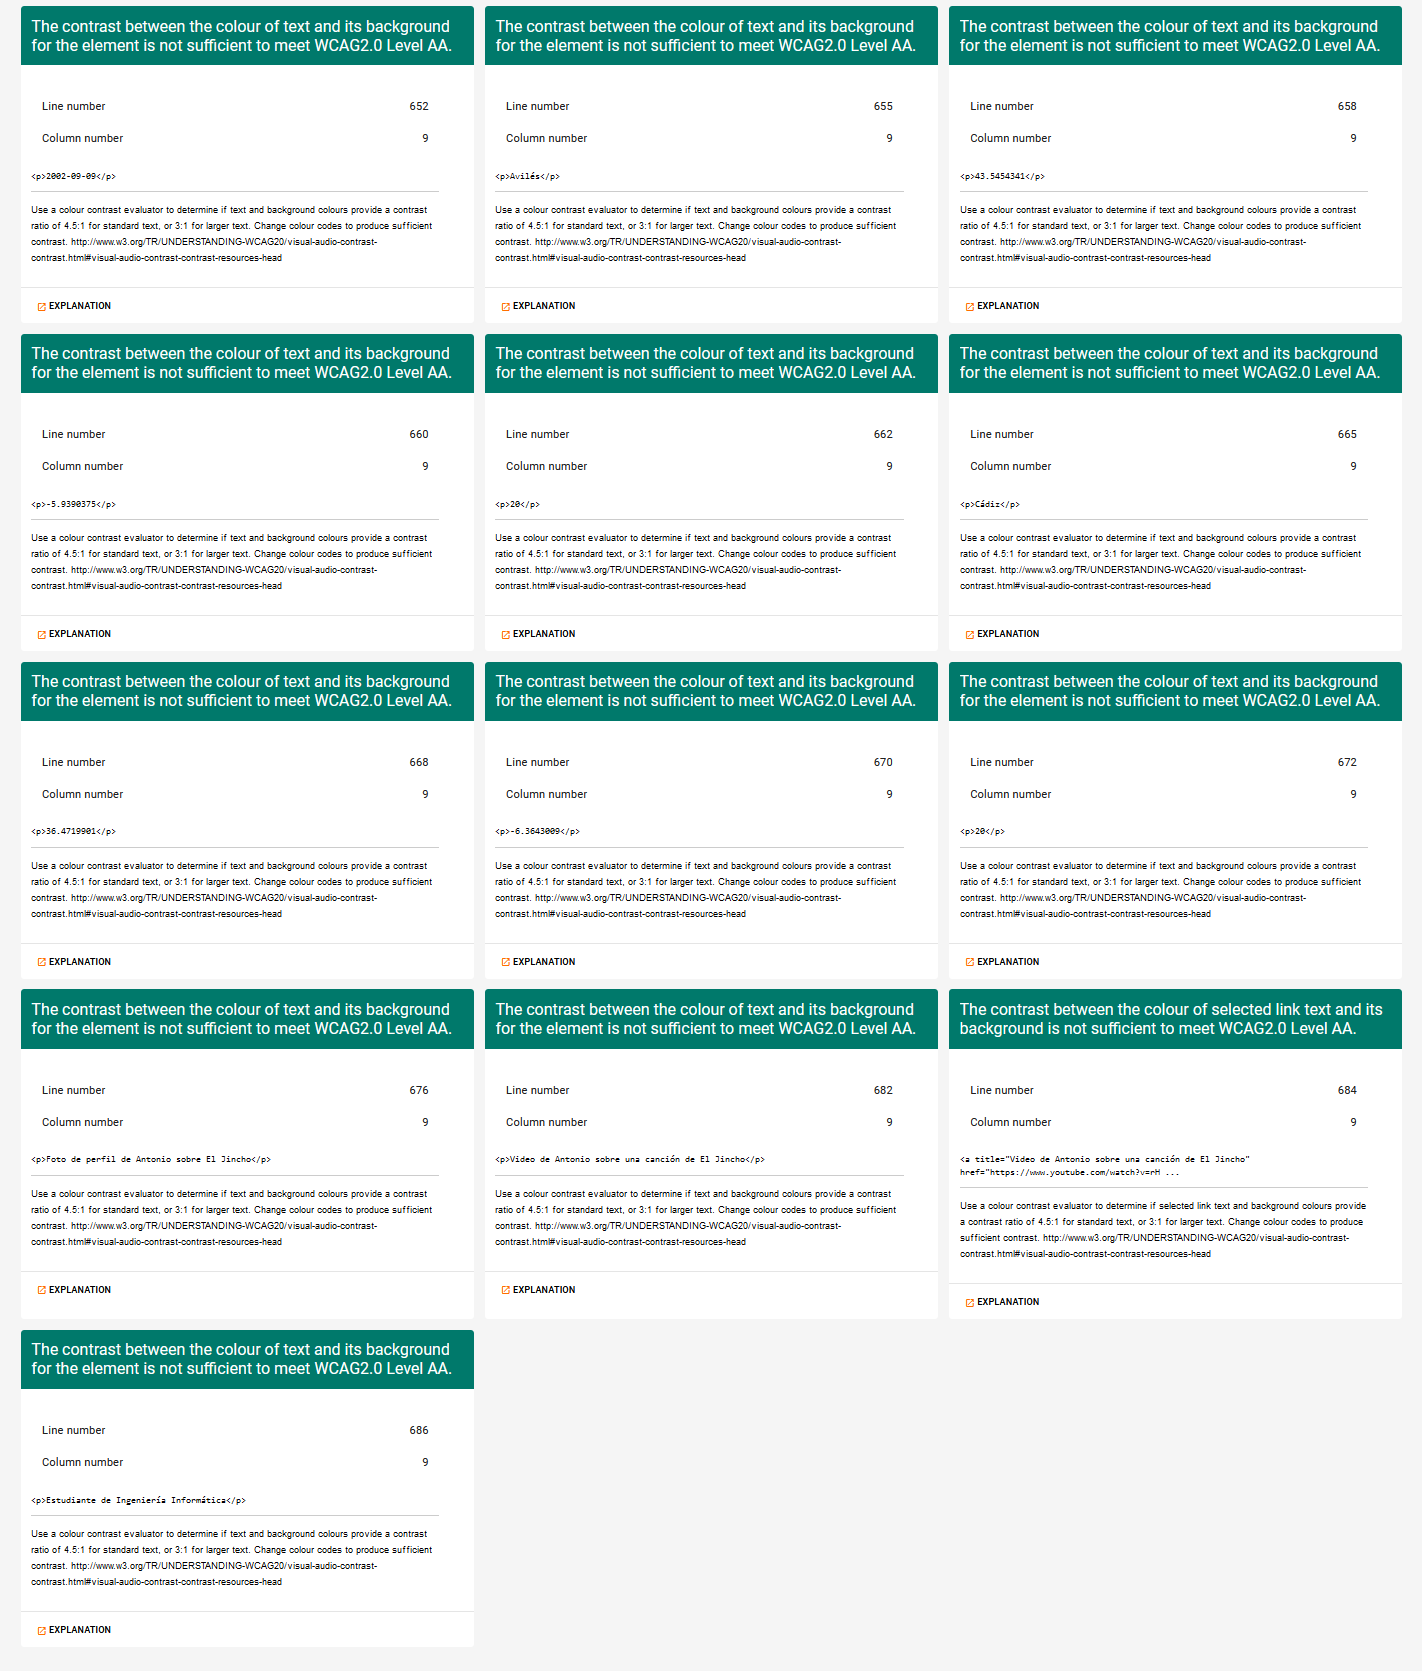 The contrast between the colour of text and its background
for the element is not sufficient to meet WCAG2.0 Level AA.
Line number 652
Column number 9
<p>2002-09-09</p>
Use a colour contrast evaluator to determine if text and background colours provide a contrast
ratio of 4.5:1 for standard text, or 3:1 for larger text. Change colour codes to produce sufficient
contrast. http://www.w3.org/TR/UNDERSTANDING-WCAG20/visual-audio-contrast-
contrast.html#visual-audio-contrast-contrast-resources-head
EXPLANATION
The contrast between the colour of text and its background
for the element is not sufficient to meet WCAG2.0 Level AA.
Line number 655
Column number 9
<p>Avilés</p>
Use a colour contrast evaluator to determine if text and background colours provide a contrast
ratio of 4.5:1 for standard text, or 3:1 for larger text. Change colour codes to produce sufficient
contrast. http://www.w3.org/TR/UNDERSTANDING-WCAG20/visual-audio-contrast-
contrast.html#visual-audio-contrast-contrast-resources-head
EXPLANATION
The contrast between the colour of text and its background
for the element is not sufficient to meet WCAG2.0 Level AA.
Line number 658
Column number 9
<p>43.5454341</p>
Use a colour contrast evaluator to determine if text and background colours provide a contrast
ratio of 4.5:1 for standard text, or 3:1 for larger text. Change colour codes to produce sufficient
contrast. http://www.w3.org/TR/UNDERSTANDING-WCAG20/visual-audio-contrast-
contrast.html#visual-audio-contrast-contrast-resources-head
EXPLANATION
The contrast between the colour of text and its background
for the element is not sufficient to meet WCAG2.0 Level AA.
Line number 660
Column number 9
<p>-5.9390375</p>
Use a colour contrast evaluator to determine if text and background colours provide a contrast
ratio of 4.5:1 for standard text, or 3:1 for larger text. Change colour codes to produce sufficient
contrast. http://www.w3.org/TR/UNDERSTANDING-WCAG20/visual-audio-contrast-
contrast.html#visual-audio-contrast-contrast-resources-head
EXPLANATION
The contrast between the colour of text and its background
for the element is not sufficient to meet WCAG2.0 Level AA.
Line number 662
Column number 9
<p>20</p>
Use a colour contrast evaluator to determine if text and background colours provide a contrast
ratio of 4.5:1 for standard text, or 3:1 for larger text. Change colour codes to produce sufficient
contrast. http://www.w3.org/TR/UNDERSTANDING-WCAG20/visual-audio-contrast-
contrast.html#visual-audio-contrast-contrast-resources-head
EXPLANATION
The contrast between the colour of text and its background
for the element is not sufficient to meet WCAG2.0 Level AA.
Line number 665
Column number 9
<p>Cádiz</p>
Use a colour contrast evaluator to determine if text and background colours provide a contrast
ratio of 4.5:1 for standard text, or 3:1 for larger text. Change colour codes to produce sufficient
contrast. http://www.w3.org/TR/UNDERSTANDING-WCAG20/visual-audio-contrast-
contrast.html#visual-audio-contrast-contrast-resources-head
EXPLANATION
The contrast between the colour of text and its background
for the element is not sufficient to meet WCAG2.0 Level AA.
Line number 668
Column number 9
<p>36.4719901</p>
Use a colour contrast evaluator to determine if text and background colours provide a contrast
ratio of 4.5:1 for standard text, or 3:1 for larger text. Change colour codes to produce sufficient
contrast. http://www.w3.org/TR/UNDERSTANDING-WCAG20/visual-audio-contrast-
contrast.html#visual-audio-contrast-contrast-resources-head
EXPLANATION
The contrast between the colour of text and its background
for the element is not sufficient to meet WCAG2.0 Level AA.
Line number 670
Column number 9
<p>-6.3643009</p>
Use a colour contrast evaluator to determine if text and background colours provide a contrast
ratio of 4.5:1 for standard text, or 3:1 for larger text. Change colour codes to produce sufficient
contrast. http://www.w3.org/TR/UNDERSTANDING-WCAG20/visual-audio-contrast-
contrast.html#visual-audio-contrast-contrast-resources-head
EXPLANATION
The contrast between the colour of text and its background
for the element is not sufficient to meet WCAG2.0 Level AA.
Line number 672
Column number 9
<p>20</p>
Use a colour contrast evaluator to determine if text and background colours provide a contrast
ratio of 4.5:1 for standard text, or 3:1 for larger text. Change colour codes to produce sufficient
contrast. http://www.w3.org/TR/UNDERSTANDING-WCAG20/visual-audio-contrast-
contrast.html#visual-audio-contrast-contrast-resources-head
EXPLANATION
The contrast between the colour of text and its background
for the element is not sufficient to meet WCAG2.0 Level AA.
Line number 676
Column number 9
<p>Foto de perfil de Antonio sobre El Jincho</p>
Use a colour contrast evaluator to determine if text and background colours provide a contrast
ratio of 4.5:1 for standard text, or 3:1 for larger text. Change colour codes to produce sufficient
contrast. http://www.w3.org/TR/UNDERSTANDING-WCAG20/visual-audio-contrast-
contrast.html#visual-audio-contrast-contrast-resources-head
EXPLANATION
The contrast between the colour of text and its background
for the element is not sufficient to meet WCAG2.0 Level AA.
Line number 682
Column number 9
<p>Video de Antonio sobre una canción de El Jincho</p>
Use a colour contrast evaluator to determine if text and background colours provide a contrast
ratio of 4.5:1 for standard text, or 3:1 for larger text. Change colour codes to produce sufficient
contrast. http://www.w3.org/TR/UNDERSTANDING-WCAG20/visual-audio-contrast-
contrast.html#visual-audio-contrast-contrast-resources-head
EXPLANATION
The contrast between the colour of selected link text and its
background is not sufficient to meet WCAG2.0 Level AA.
Line number 684
Column number 9
<a title="Video de Antonio sobre una canción de El Jincho"
href="https://www.youtube.com/watch?v=rH ...
Use a colour contrast evaluator to determine if selected link text and background colours provide
a contrast ratio of 4.5:1 for standard text, or 3:1 for larger text. Change colour codes to produce
sufficient contrast. http://www.w3.org/TR/UNDERSTANDING-WCAG20/visual-audio-contrast-
contrast.html#visual-audio-contrast-contrast-resources-head
EXPLANATION
The contrast between the colour of text and its background
for the element is not sufficient to meet WCAG2.0 Level AA.
Line number 686
Column number 9
<p>Estudiante de Ingeniería Informática</p>
Use a colour contrast evaluator to determine if text and background colours provide a contrast
ratio of 4.5:1 for standard text, or 3:1 for larger text. Change colour codes to produce sufficient
contrast. http://www.w3.org/TR/UNDERSTANDING-WCAG20/visual-audio-contrast-
contrast.html#visual-audio-contrast-contrast-resources-head
EXPLANATION